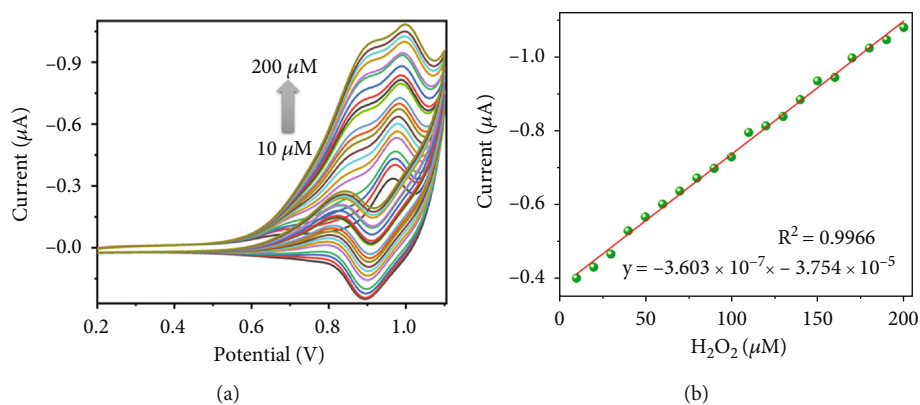 (a)
Current (µA)
−0.9
−0.6
−0.3
−0.0
200 µM
10 µM
0.2 0.4 0.6 0.8 1.0
Potential (V)
(b)
Current (µA)
−1.0
−0.8
−0.6
−0.4
R² = 0.9966
y = −3.603 × 10⁻⁷× − 3.754 × 10⁻⁵
0 50 100 150 200
H₂O₂ (µM)